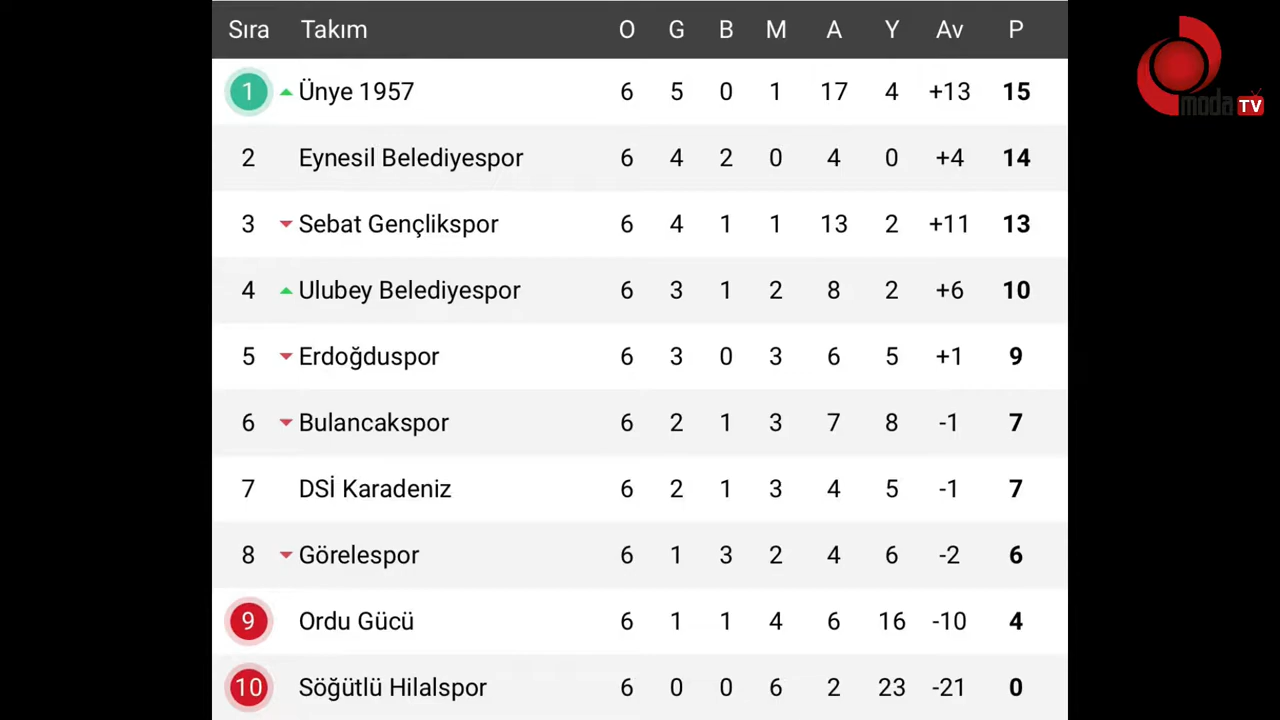 Sıra Takım O G B M A Y Av P
1 Ünye 1957 6 5 0 1 17 4 +13 15
2 Eynesil Belediyespor 6 4 2 0 4 0 +4 14
3 Sebat Gençlikspor 6 4 1 1 13 2 +11 13
4 Ulubey Belediyespor 6 3 1 2 8 2 +6 10
5 Erdoğduspor 6 3 0 3 6 5 +1 9
6 Bulancakspor 6 2 1 3 7 8 -1 7
7 DSİ Karadeniz 6 2 1 3 4 5 -1 7
8 Görelespor 6 1 3 2 4 6 -2 6
9 Ordu Gücü 6 1 1 4 6 16 -10 4
10 Söğütlü Hilalspor 6 0 0 6 2 23 -21 0
moda TV